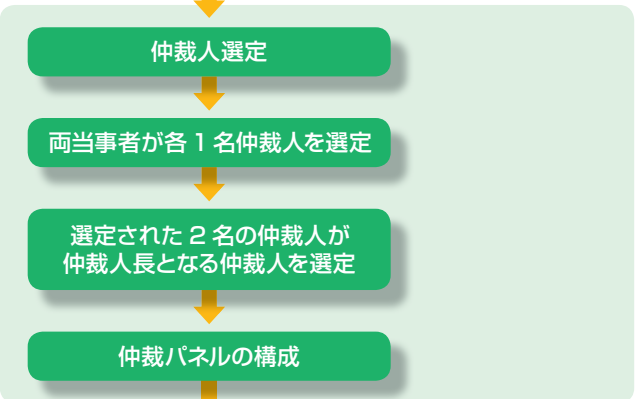 仲裁人選定
両当事者が各1名仲裁人を選定
選定された2名の仲裁人が
仲裁人長となる仲裁人を選定
仲裁パネルの構成